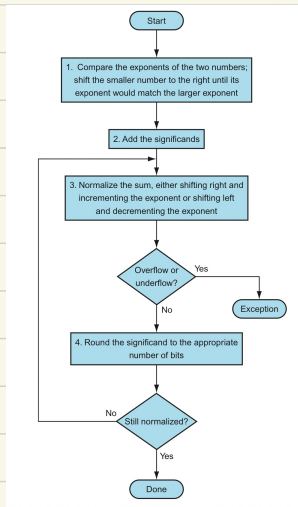 Start
1. Compare the exponents of the two numbers;
shift the smaller number to the right until its
exponent would match the larger exponent
2. Add the significands
3. Normalize the sum, either shifting right and
incrementing the exponent or shifting left
and decrementing the exponent
Overflow or
underflow?
Yes
Exception
No
4. Round the significand to the appropriate
number of bits
Still normalized?
No
Yes
Done